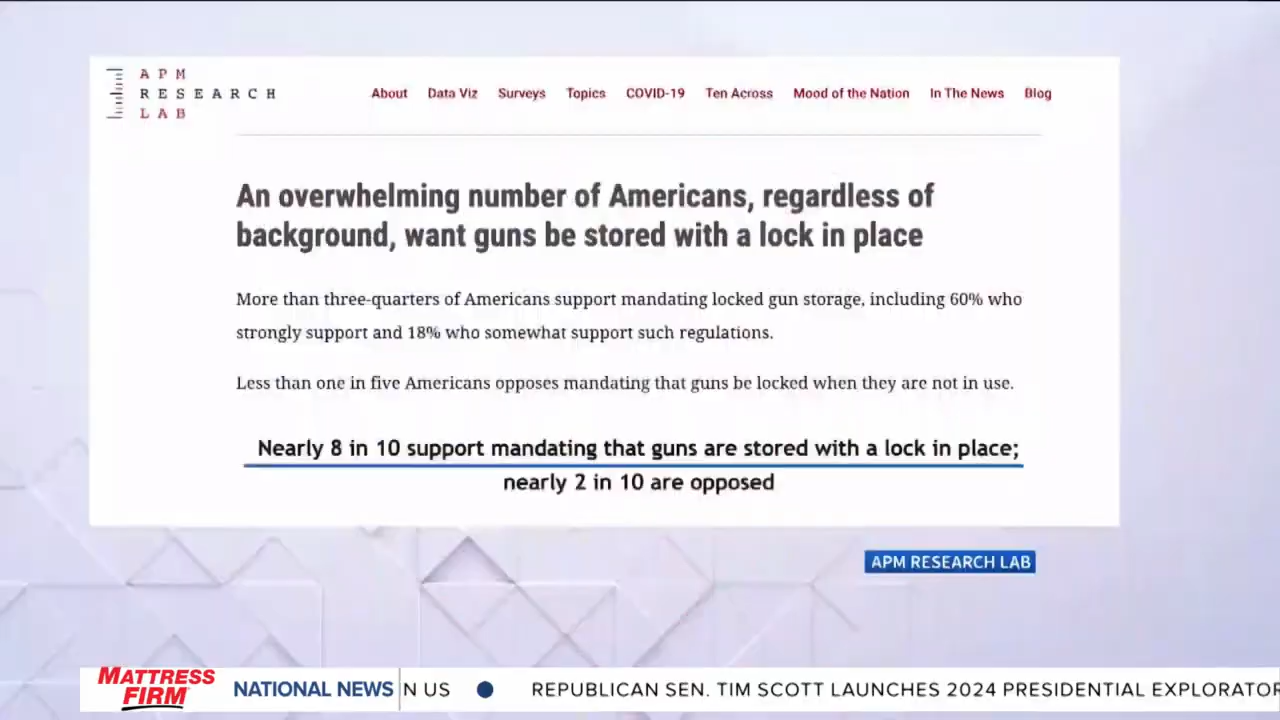 APM
RESEARCH
LAB
About Data Viz Surveys Topics COVID-19 Ten Across Mood of the Nation In The News Blog
An overwhelming number of Americans, regardless of
background, want guns be stored with a lock in place
More than three-quarters of Americans support mandating locked gun storage, including 60% who
strongly support and 18% who somewhat support such regulations.
Less than one in five Americans opposes mandating that guns be locked when they are not in use.
Nearly 8 in 10 support mandating that guns are stored with a lock in place;
nearly 2 in 10 are opposed
APM RESEARCH LAB
MATTRESS
FIRM
NATIONAL NEWS N US ● REPUBLICAN SEN. TIM SCOTT LAUNCHES 2024 PRESIDENTIAL EXPLORATOR